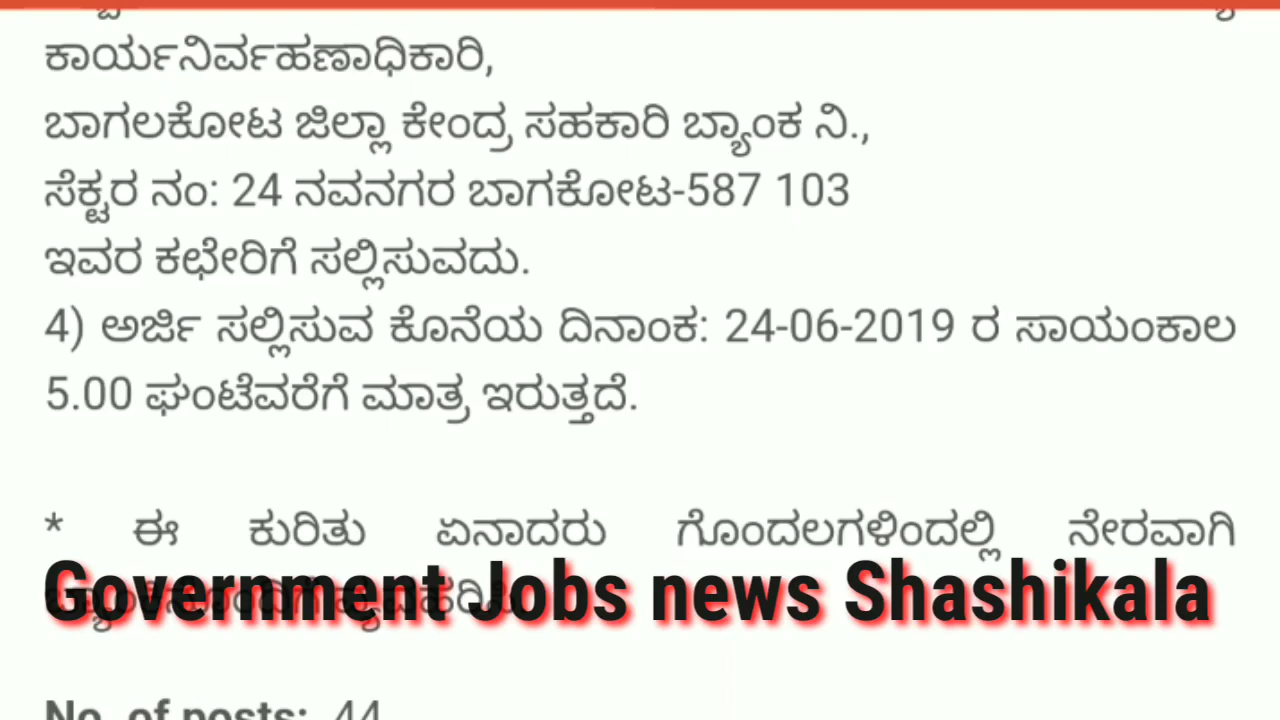 ಕಾರ್ಯನಿರ್ವಹಣಾಧಿಕಾರಿ,
ಬಾಗಲಕೋಟ ಜಿಲ್ಲಾ ಕೇಂದ್ರ ಸಹಕಾರಿ ಬ್ಯಾಂಕ ನಿ.,
ಸೆಕ್ಟರ ನಂ: 24 ನವನಗರ ಬಾಗಕೋಟ-587 103
ಇವರ ಕಛೇರಿಗೆ ಸಲ್ಲಿಸುವದು.
4) ಅರ್ಜಿ ಸಲ್ಲಿಸುವ ಕೊನೆಯ ದಿನಾಂಕ: 24-06-2019 ರ ಸಾಯಂಕಾಲ
5.00 ಘಂಟೆವರೆಗೆ ಮಾತ್ರ ಇರುತ್ತದೆ.
* ಈ ಕುರಿತು ಏನಾದರು ಗೊಂದಲಗಳಿಂದಲ್ಲಿ ನೇರವಾಗಿ
Government Jobs news Shashikala
No. of posts: 44